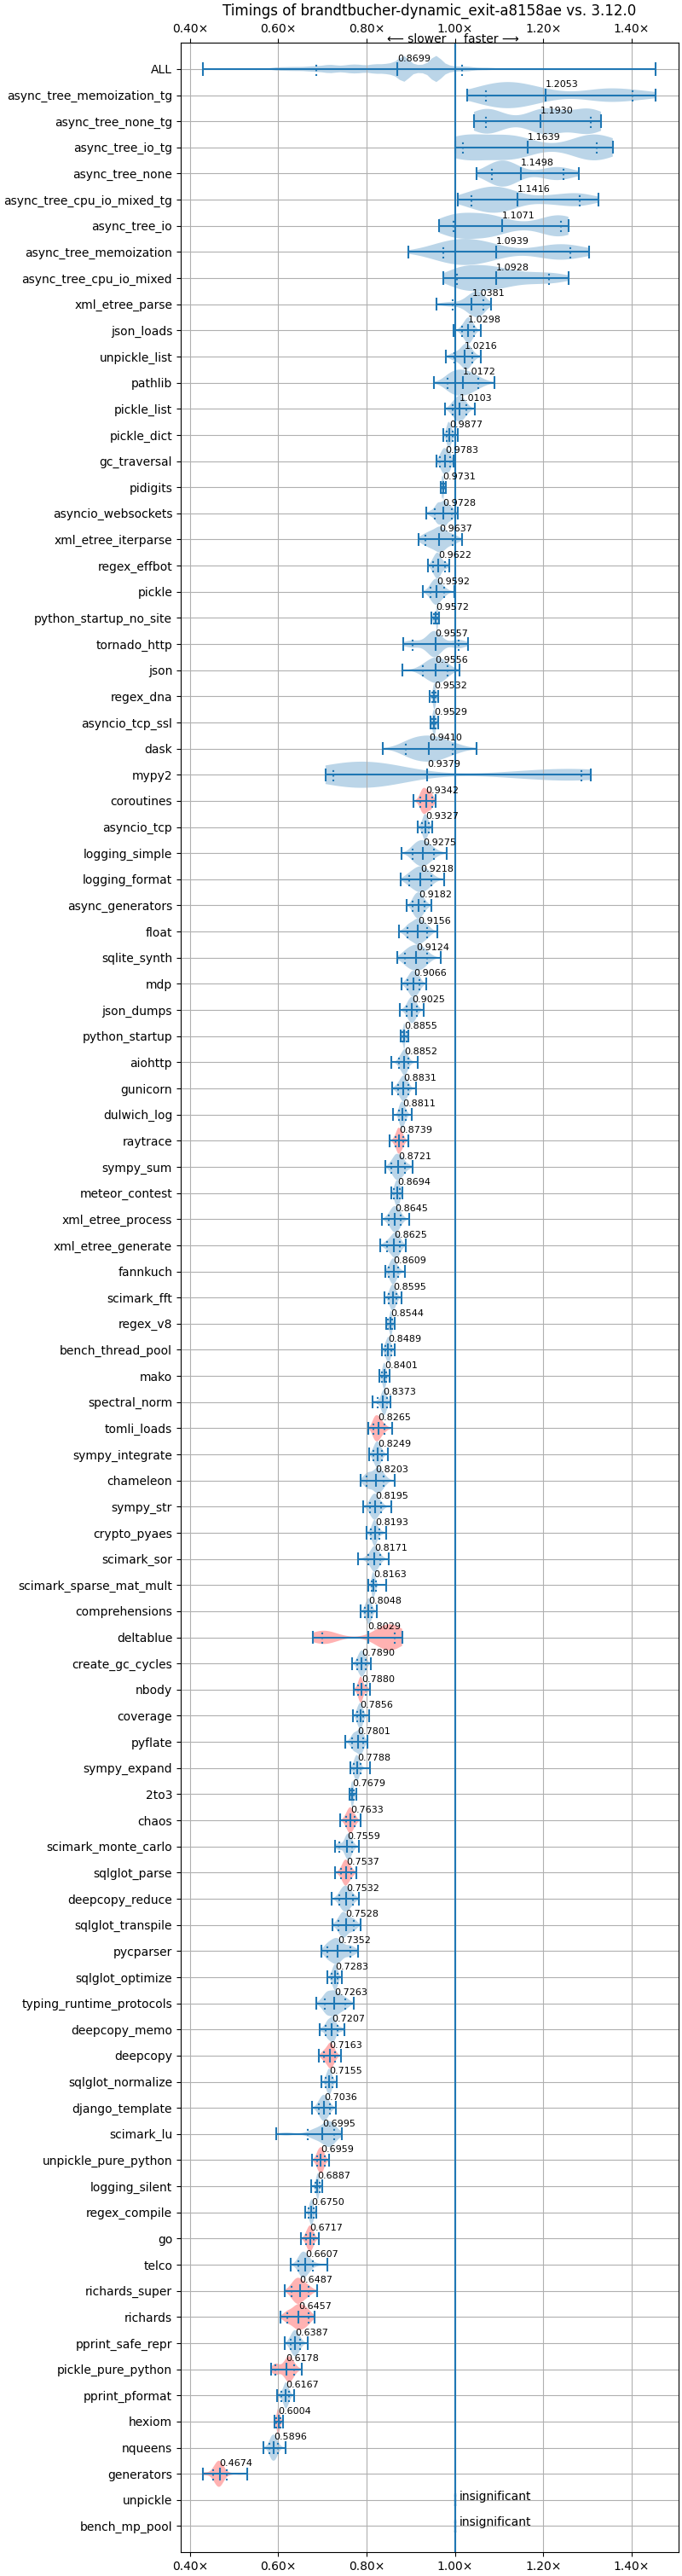 Timings of brandtbucher-dynamic_exit-a8158ae vs. 3.12.0
0.40× 0.60× 0.80× 1.00× 1.20× 1.40×
⟵ slower faster ⟶
ALL 0.8699
async_tree_memoization_tg 1.2053
async_tree_none_tg 1.1930
async_tree_io_tg 1.1639
async_tree_none 1.1498
async_tree_cpu_io_mixed_tg 1.1416
async_tree_io 1.1071
async_tree_memoization 1.0939
async_tree_cpu_io_mixed 1.0928
xml_etree_parse 1.0381
json_loads 1.0298
unpickle_list 1.0216
pathlib 1.0172
pickle_list 1.0103
pickle_dict 0.9877
gc_traversal 0.9783
pidigits 0.9731
asyncio_websockets 0.9728
xml_etree_iterparse 0.9637
regex_effbot 0.9622
pickle 0.9592
python_startup_no_site 0.9572
tornado_http 0.9557
json 0.9556
regex_dna 0.9532
asyncio_tcp_ssl 0.9529
dask 0.9410
mypy2 0.9379
coroutines 0.9342
asyncio_tcp 0.9327
logging_simple 0.9275
logging_format 0.9218
async_generators 0.9182
float 0.9156
sqlite_synth 0.9124
mdp 0.9066
json_dumps 0.9025
python_startup 0.8855
aiohttp 0.8852
gunicorn 0.8831
dulwich_log 0.8811
raytrace 0.8739
sympy_sum 0.8721
meteor_contest 0.8694
xml_etree_process 0.8645
xml_etree_generate 0.8625
fannkuch 0.8609
scimark_fft 0.8595
regex_v8 0.8544
bench_thread_pool 0.8489
mako 0.8401
spectral_norm 0.8373
tomli_loads 0.8265
sympy_integrate 0.8249
chameleon 0.8203
sympy_str 0.8195
crypto_pyaes 0.8193
scimark_sor 0.8171
scimark_sparse_mat_mult 0.8163
comprehensions 0.8048
deltablue 0.8029
create_gc_cycles 0.7890
nbody 0.7880
coverage 0.7856
pyflate 0.7801
sympy_expand 0.7788
2to3 0.7679
chaos 0.7633
scimark_monte_carlo 0.7559
sqlglot_parse 0.7537
deepcopy_reduce 0.7532
sqlglot_transpile 0.7528
pycparser 0.7352
sqlglot_optimize 0.7283
typing_runtime_protocols 0.7263
deepcopy_memo 0.7207
deepcopy 0.7163
sqlglot_normalize 0.7155
django_template 0.7036
scimark_lu 0.6995
unpickle_pure_python 0.6959
logging_silent 0.6887
regex_compile 0.6750
go 0.6717
telco 0.6607
richards_super 0.6487
richards 0.6457
pprint_safe_repr 0.6387
pickle_pure_python 0.6178
pprint_pformat 0.6167
hexiom 0.6004
nqueens 0.5896
generators 0.4674
unpickle insignificant
bench_mp_pool insignificant
0.40× 0.60× 0.80× 1.00× 1.20× 1.40×